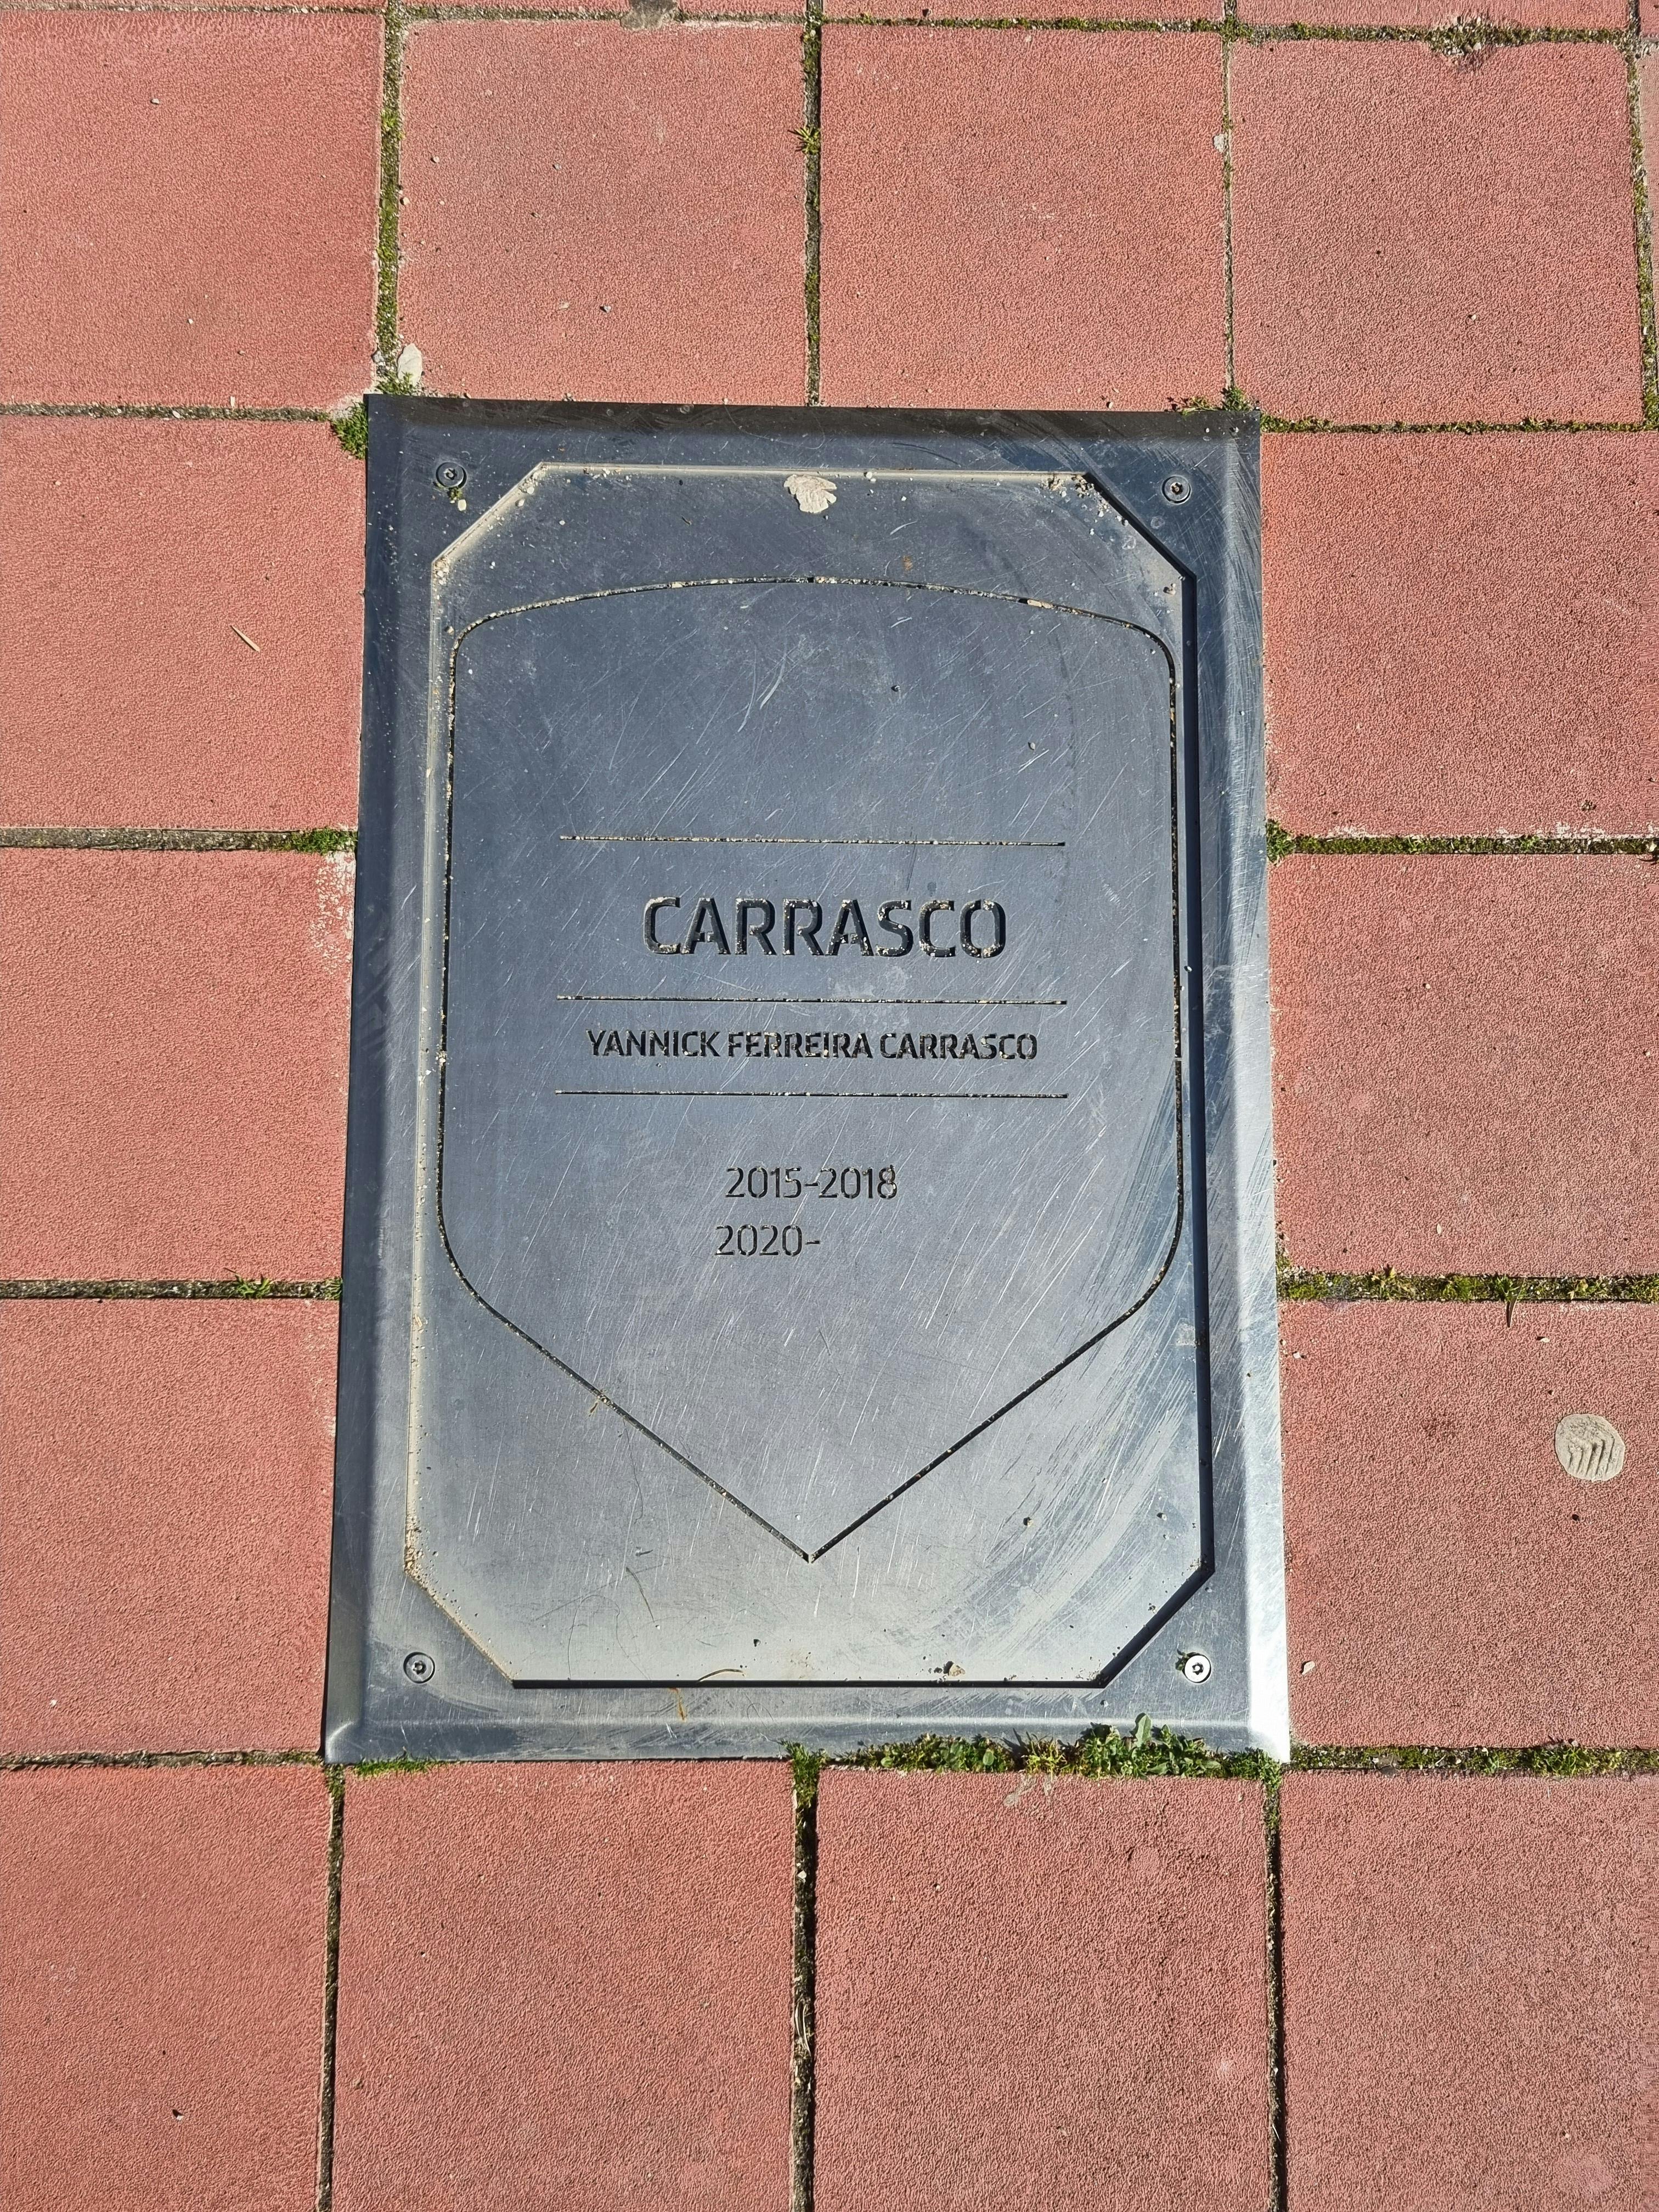 CARRASCO
YANNICK FERREIRA CARRASCO
2015-2018
2020-